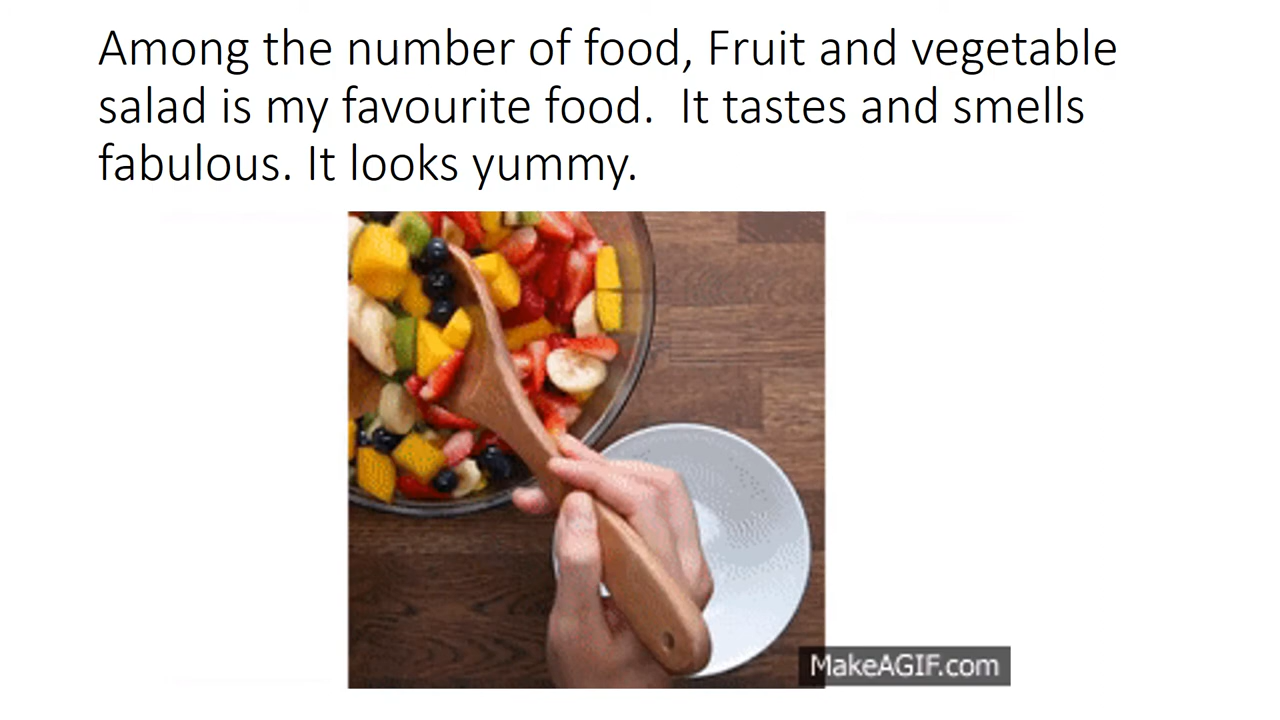 Among the number of food, Fruit and vegetable
salad is my favourite food.  It tastes and smells
fabulous. It looks yummy.
MakeAGIF.com